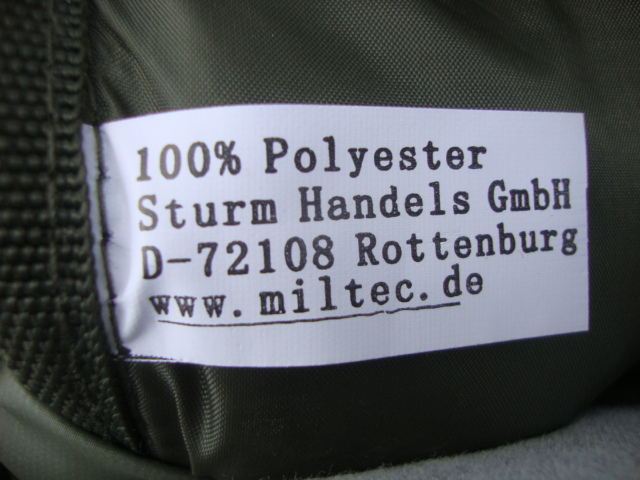 100% Polyester
Sturm Handels GmbH
D-72108 Rottenburg
www.miltec.de